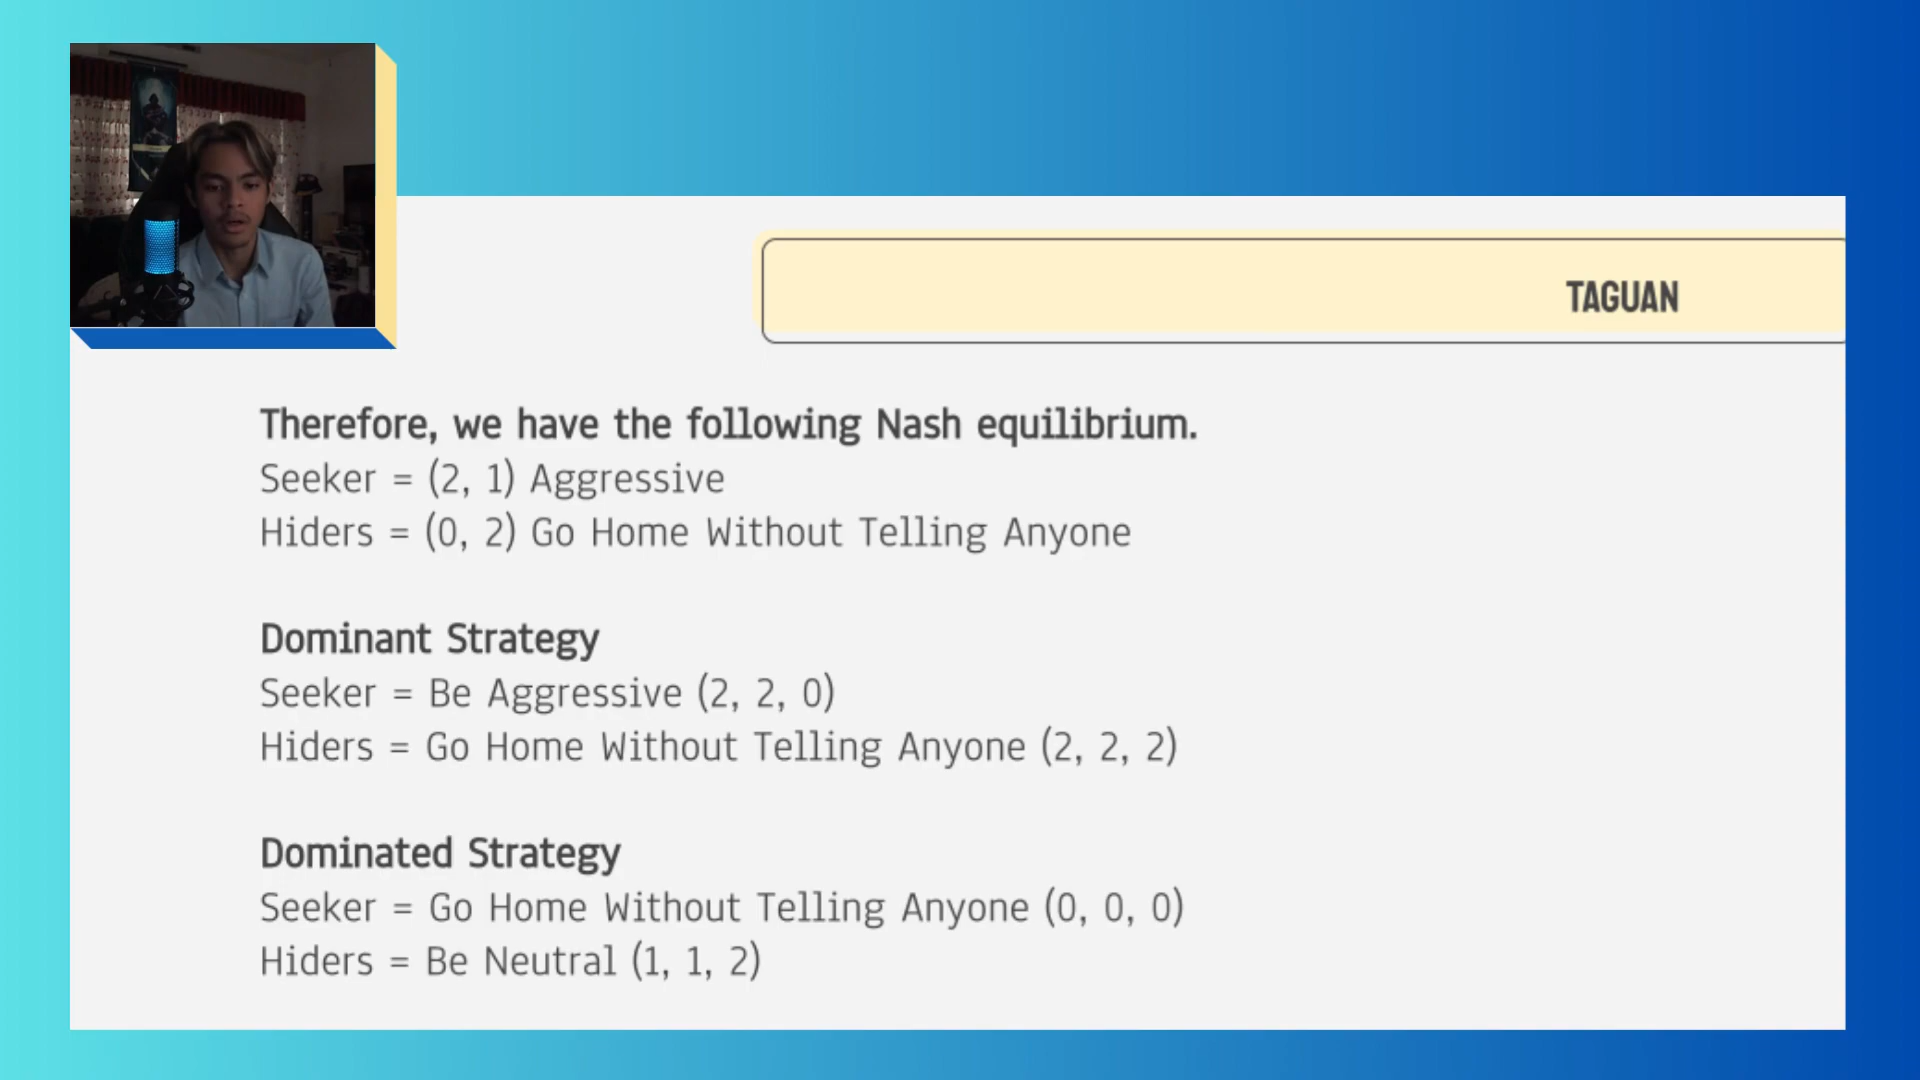 TAGUAN
Therefore, we have the following Nash equilibrium.
Seeker = (2, 1) Aggressive
Hiders = (0, 2) Go Home Without Telling Anyone
Dominant Strategy
Seeker = Be Aggressive (2, 2, 0)
Hiders = Go Home Without Telling Anyone (2, 2, 2)
Dominated Strategy
Seeker = Go Home Without Telling Anyone (0, 0, 0)
Hiders = Be Neutral (1, 1, 2)